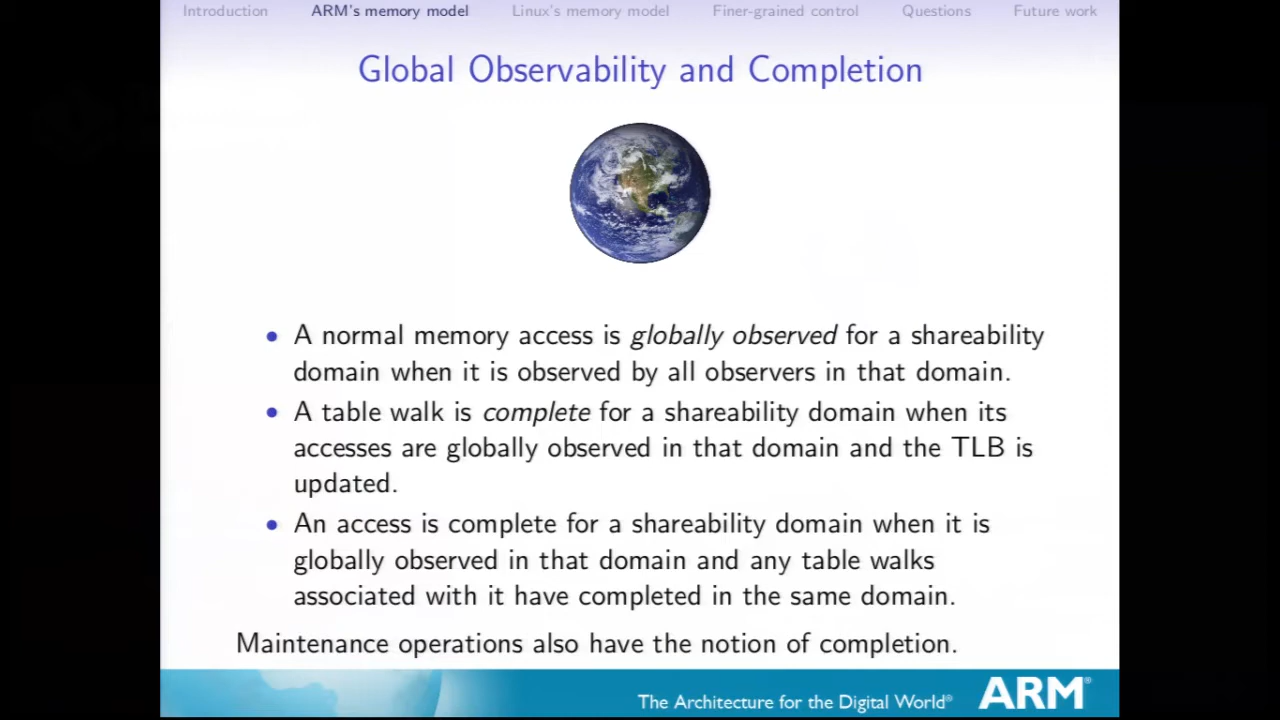 Introduction ARM's memory model Linux's memory model Finer-grained control Questions Future work
Global Observability and Completion
• A normal memory access is globally observed for a shareability
domain when it is observed by all observers in that domain.
• A table walk is complete for a shareability domain when its
accesses are globally observed in that domain and the TLB is
updated.
• An access is complete for a shareability domain when it is
globally observed in that domain and any table walks
associated with it have completed in the same domain.
Maintenance operations also have the notion of completion.
The Architecture for the Digital World® ARM®